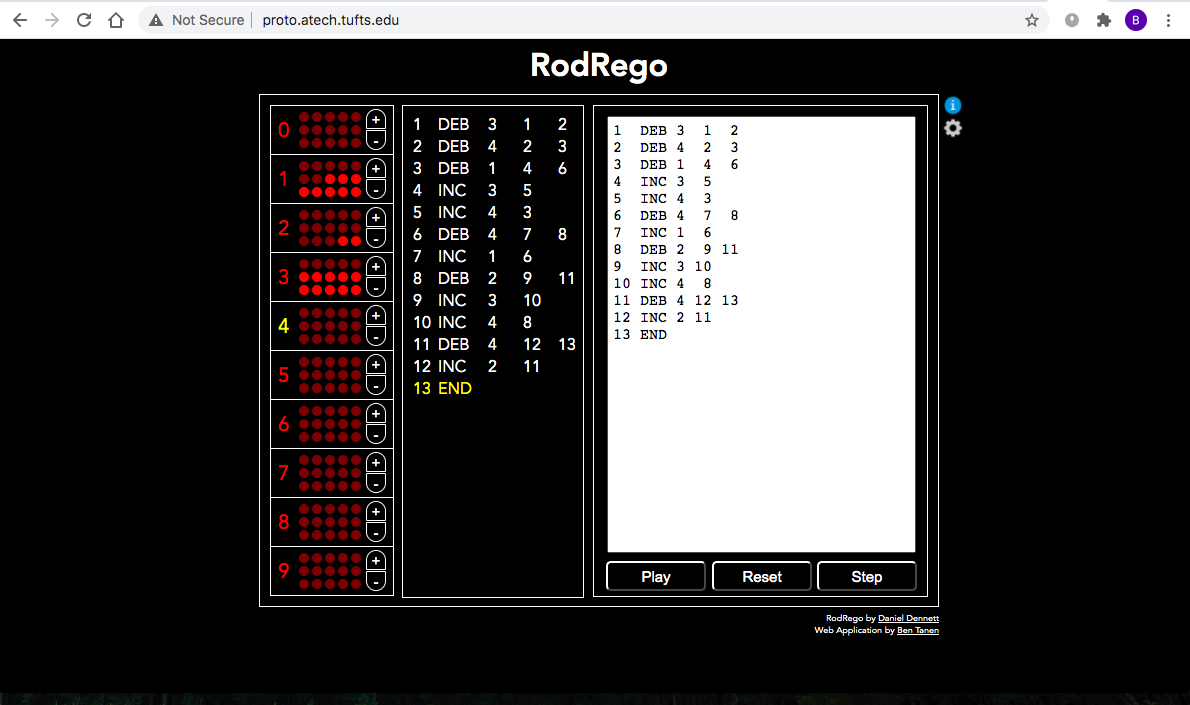 Not Secure | proto.atech.tufts.edu
B
RodRego
0 + -
1 + -
2 + -
3 + -
4 + -
5 + -
6 + -
7 + -
8 + -
9 + -
1 DEB 3 1 2
2 DEB 4 2 3
3 DEB 1 4 6
4 INC 3 5
5 INC 4 3
6 DEB 4 7 8
7 INC 1 6
8 DEB 2 9 11
9 INC 3 10
10 INC 4 8
11 DEB 4 12 13
12 INC 2 11
13 END
1 DEB 3 1 2
2 DEB 4 2 3
3 DEB 1 4 6
4 INC 3 5
5 INC 4 3
6 DEB 4 7 8
7 INC 1 6
8 DEB 2 9 11
9 INC 3 10
10 INC 4 8
11 DEB 4 12 13
12 INC 2 11
13 END
Play Reset Step
i
RodRego by Daniel Dennett
Web Application by Ben Tanen